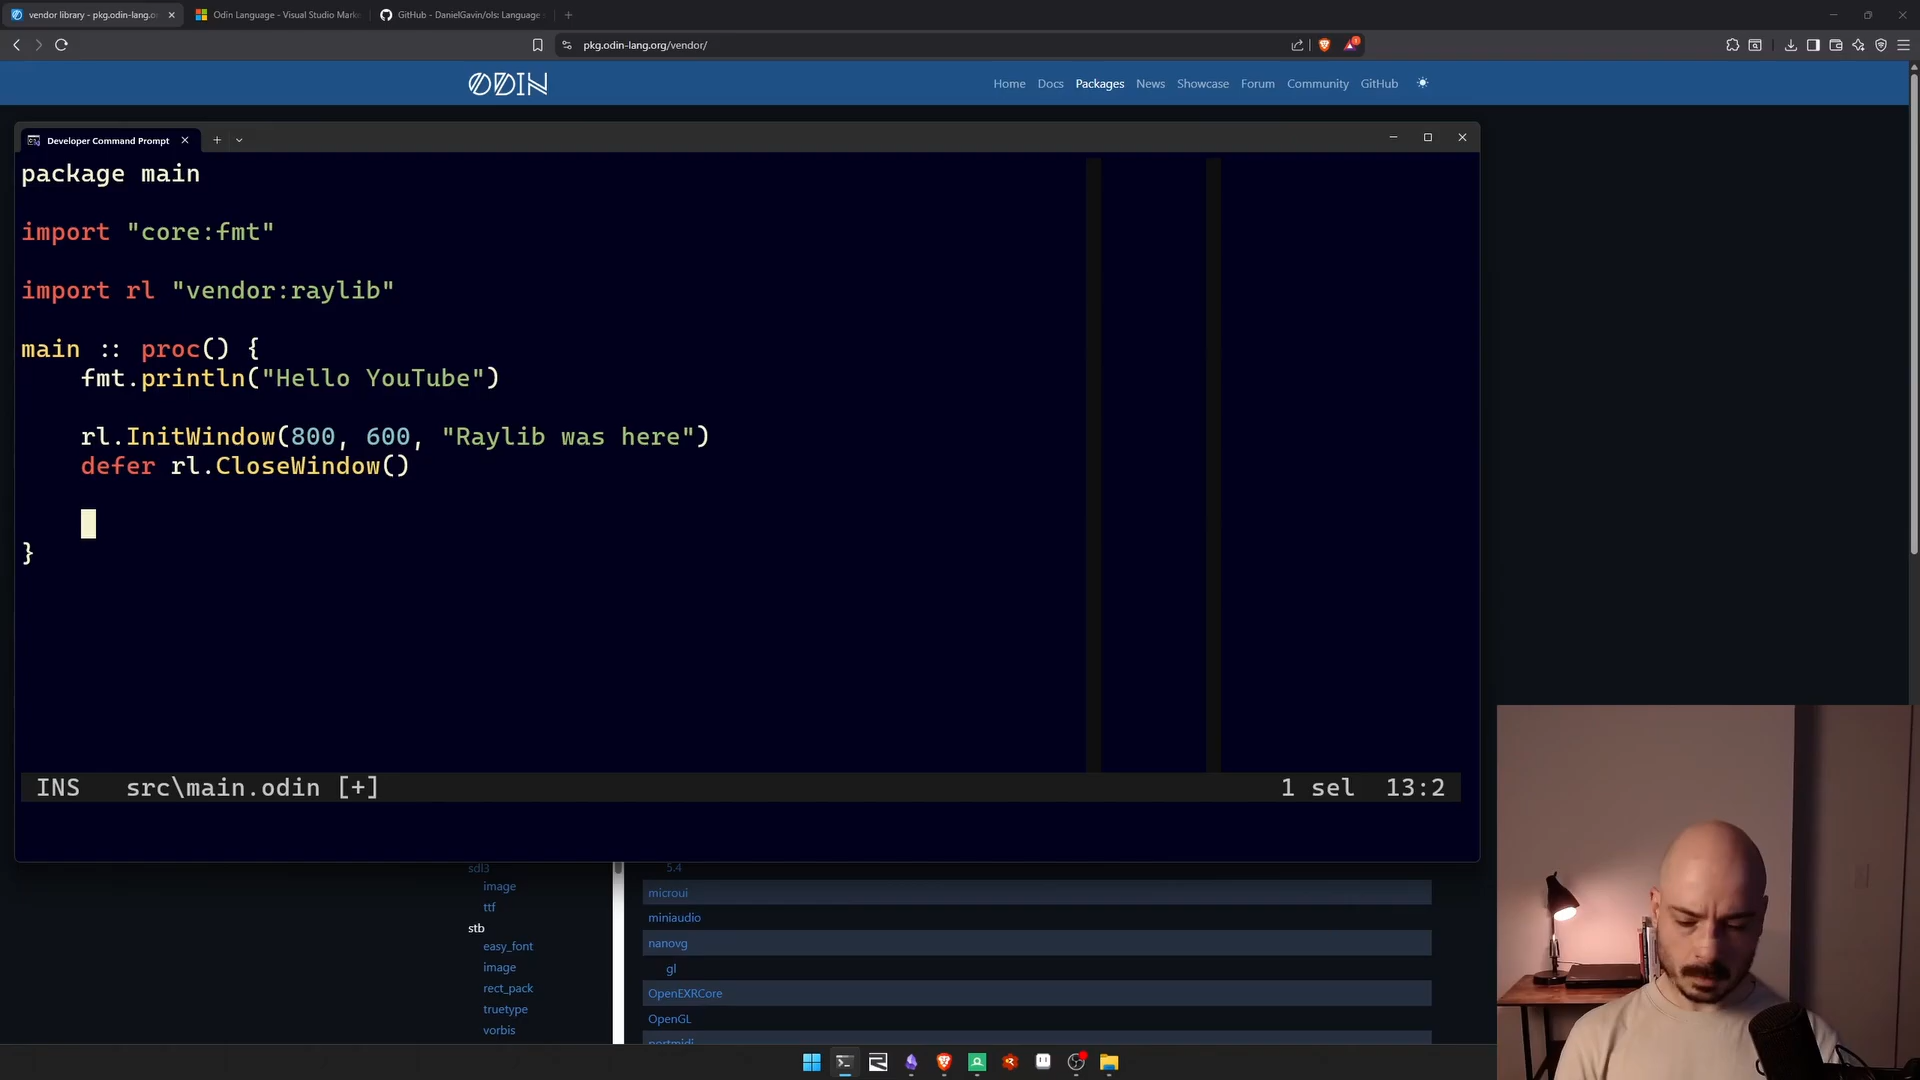 vendor library - pkg.odin-lang.o
Odin Language - Visual Studio Mark
GitHub - DanielGavin/ols: Language
pkg.odin-lang.org/vendor/
ODIN
Home Docs Packages News Showcase Forum Community GitHub
Developer Command Prompt
package main
import "core:fmt"
import rl "vendor:raylib"
main :: proc() {
fmt.println("Hello YouTube")
rl.InitWindow(800, 600, "Raylib was here")
defer rl.CloseWindow()
}
INS src\main.odin [+] 1 sel 13:2
sdl3
image
ttf
stb
easy_font
image
rect_pack
truetype
vorbis
5.4
microui
miniaudio
nanovg
gl
OpenEXRCore
OpenGL
portmidi